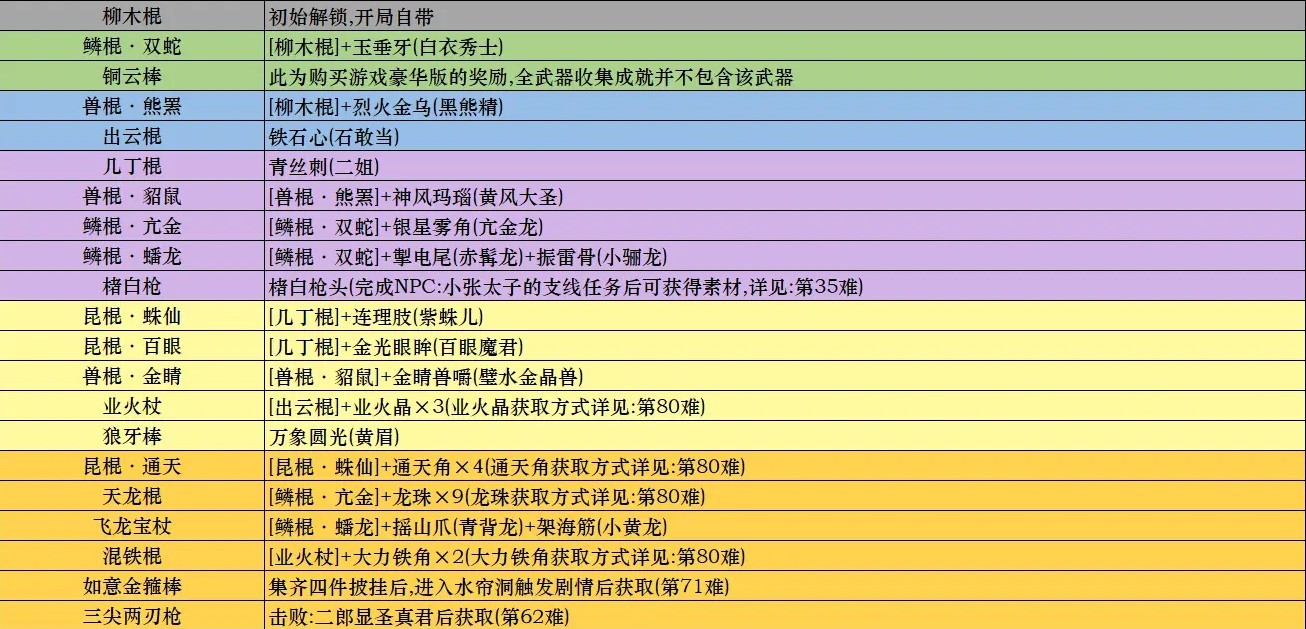 柳木棍 初始解锁,开局自带
鳞棍·双蛇 [柳木棍]+玉垂牙(白衣秀士)
铜云棒 此为购买游戏豪华版的奖励,全武器收集成就并不包含该武器
兽棍·熊罴 [柳木棍]+烈火金乌(黑熊精)
出云棍 铁石心(石敢当)
几丁棍 青丝刺(二姐)
兽棍·貂鼠 [兽棍·熊罴]+神风玛瑙(黄风大圣)
鳞棍·亢金 [鳞棍·双蛇]+银星雾角(亢金龙)
鳞棍·蟠龙 [鳞棍·双蛇]+掣电尾(赤髯龙)+振雷骨(小骊龙)
楮白枪 楮白枪头(完成NPC:小张太子的支线任务后可获得素材,详见:第35难)
昆棍·蛛仙 [几丁棍]+连理肢(紫蛛儿)
昆棍·百眼 [几丁棍]+金光眼眸(百眼魔君)
兽棍·金睛 [兽棍·貂鼠]+金睛兽嚼(璧水金晶兽)
业火杖 [出云棍]+业火晶×3(业火晶获取方式详见:第80难)
狼牙棒 万象圆光(黄眉)
昆棍·通天 [昆棍·蛛仙]+通天角×4(通天角获取方式详见:第80难)
天龙棍 [鳞棍·亢金]+龙珠×9(龙珠获取方式详见:第80难)
飞龙宝杖 [鳞棍·蟠龙]+摇山爪(青背龙)+架海筋(小黄龙)
混铁棍 [业火杖]+大力铁角×2(大力铁角获取方式详见:第80难)
如意金箍棒 集齐四件披挂后,进入水帘洞触发剧情后获取(第71难)
三尖两刃枪 击败:二郎显圣真君后获取(第62难)